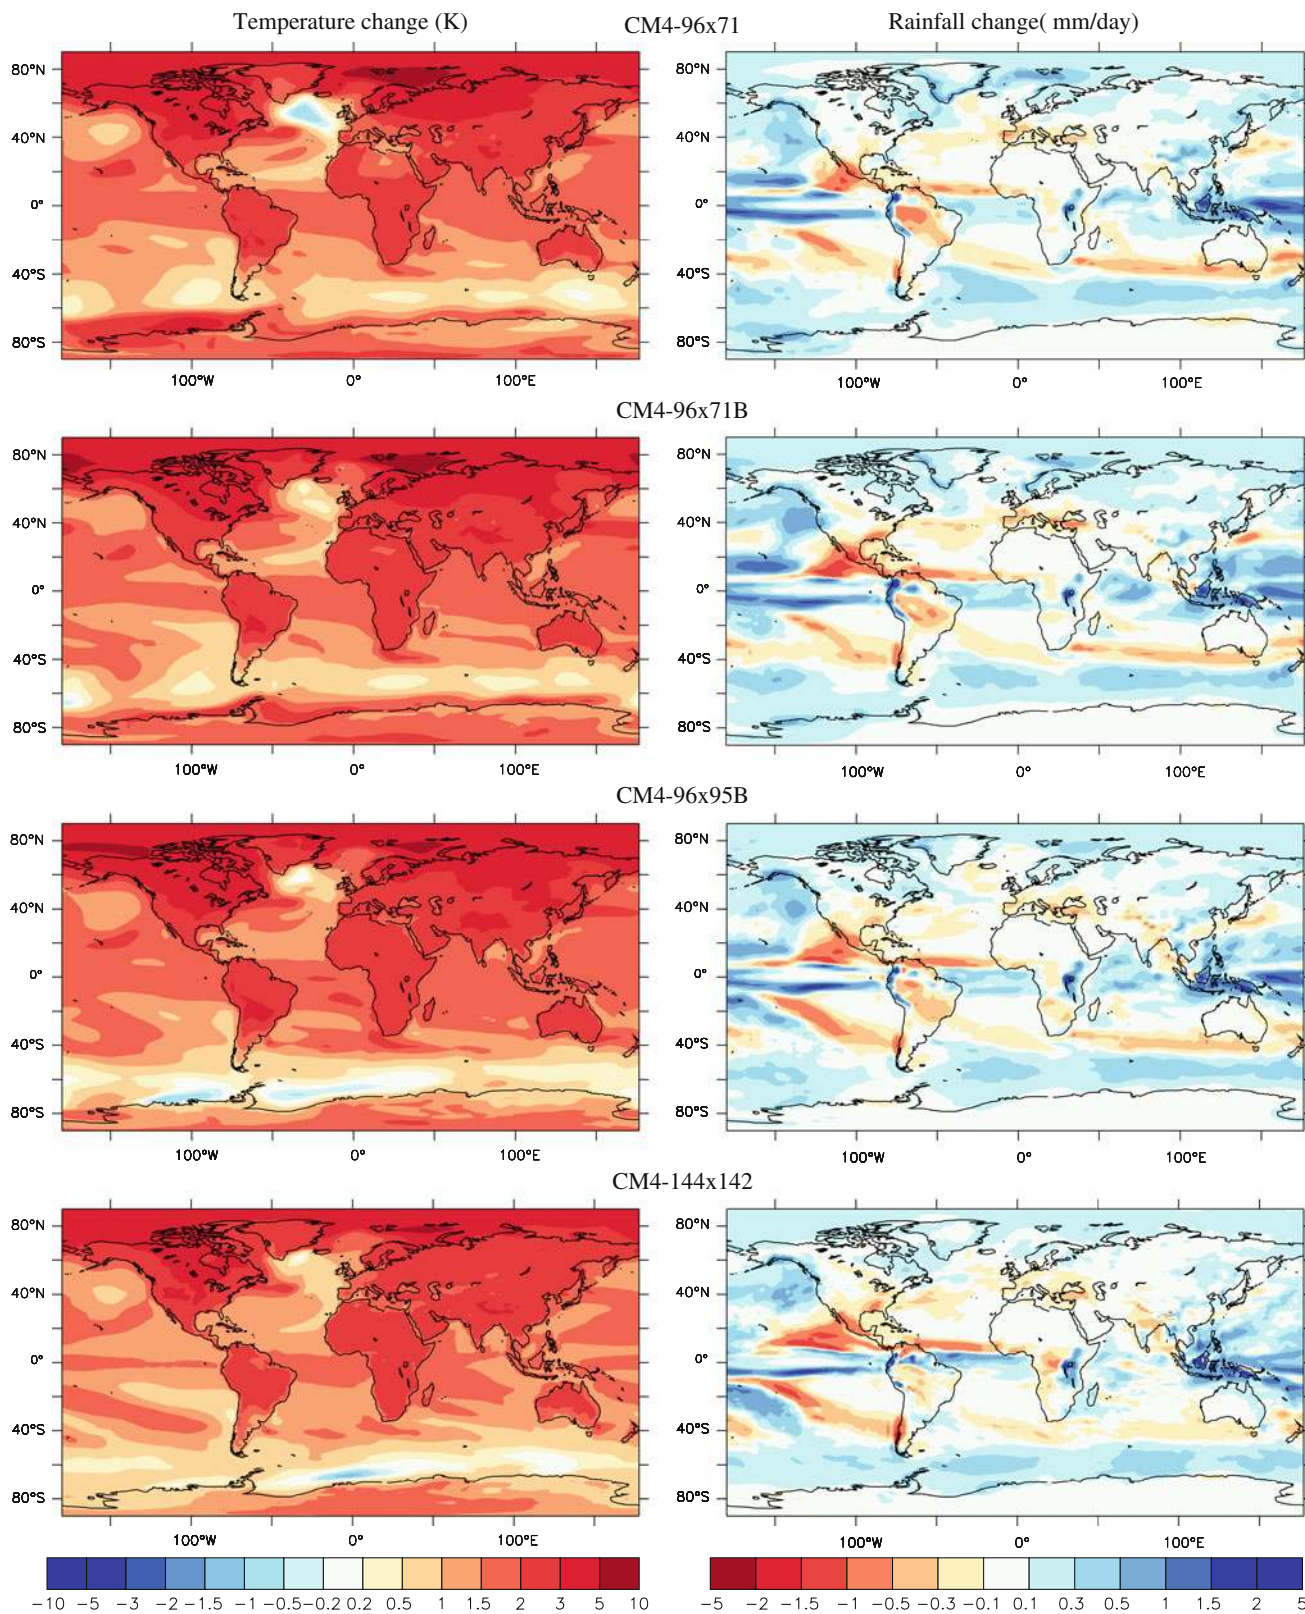 Temperature change (K)
CM4-96x71
Rainfall change( mm/day)
80°N
40°N
0°
40°S
80°S
100°W
0°
100°E
80°N
40°N
0°
40°S
80°S
100°W
0°
100°E
CM4-96x71B
80°N
40°N
0°
40°S
80°S
100°W
0°
100°E
80°N
40°N
0°
40°S
80°S
100°W
0°
100°E
CM4-96x95B
80°N
40°N
0°
40°S
80°S
100°W
0°
100°E
80°N
40°N
0°
40°S
80°S
100°W
0°
100°E
CM4-144x142
80°N
40°N
0°
40°S
80°S
100°W
0°
100°E
80°N
40°N
0°
40°S
80°S
100°W
0°
100°E
−10 −5 −3 −2 −1.5 −1 −0.5 −0.2 0.2 0.5 1 1.5 2 3 5 10
−5 −2 −1.5 −1 −0.5 −0.3 −0.1 0.1 0.3 0.5 1 1.5 2 5